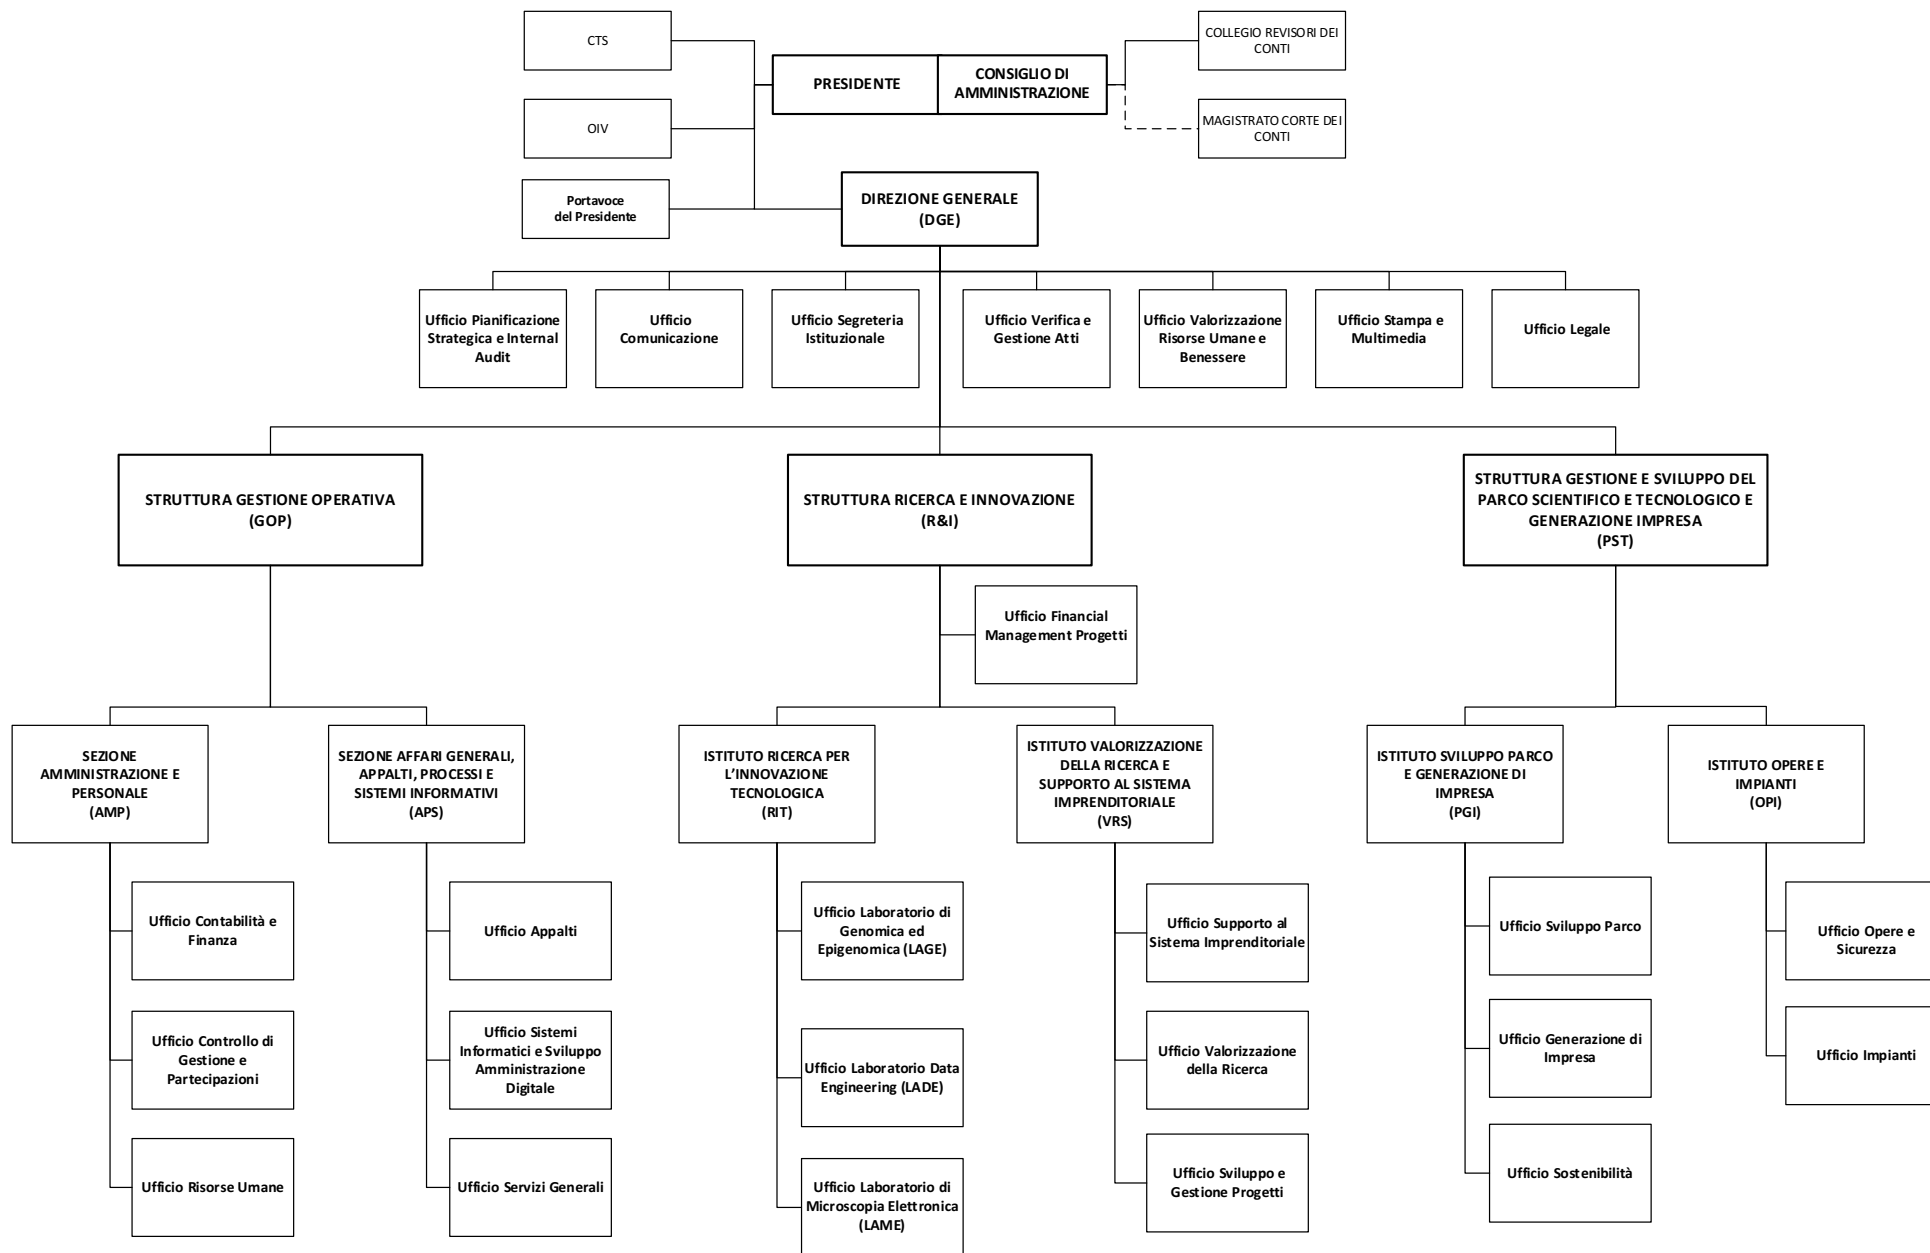 CTS
COLLEGIO REVISORI DEI
CONTI
PRESIDENTE
CONSIGLIO DI
AMMINISTRAZIONE
OIV
MAGISTRATO CORTE DEI
CONTI
Portavoce
del Presidente
DIREZIONE GENERALE
(DGE)
Ufficio Pianificazione
Strategica e Internal
Audit
Ufficio
Comunicazione
Ufficio Segreteria
Istituzionale
Ufficio Verifica e
Gestione Atti
Ufficio Valorizzazione
Risorse Umane e
Benessere
Ufficio Stampa e
Multimedia
Ufficio Legale
STRUTTURA GESTIONE OPERATIVA
(GOP)
STRUTTURA RICERCA E INNOVAZIONE
(R&I)
STRUTTURA GESTIONE E SVILUPPO DEL
PARCO SCIENTIFICO E TECNOLOGICO E
GENERAZIONE IMPRESA
(PST)
Ufficio Financial
Management Progetti
SEZIONE
AMMINISTRAZIONE E
PERSONALE
(AMP)
SEZIONE AFFARI GENERALI,
APPALTI, PROCESSI E
SISTEMI INFORMATIVI
(APS)
ISTITUTO RICERCA PER
L'INNOVAZIONE
TECNOLOGICA
(RIT)
ISTITUTO VALORIZZAZIONE
DELLA RICERCA E
SUPPORTO AL SISTEMA
IMPRENDITORIALE
(VRS)
ISTITUTO SVILUPPO PARCO
E GENERAZIONE DI
IMPRESA
(PGI)
ISTITUTO OPERE E
IMPIANTI
(OPI)
Ufficio Contabilità e
Finanza
Ufficio Appalti
Ufficio Laboratorio di
Genomica ed
Epigenomica (LAGE)
Ufficio Supporto al
Sistema Imprenditoriale
Ufficio Sviluppo Parco
Ufficio Opere e
Sicurezza
Ufficio Controllo di
Gestione e
Partecipazioni
Ufficio Sistemi
Informatici e Sviluppo
Amministrazione
Digitale
Ufficio Laboratorio Data
Engineering (LADE)
Ufficio Valorizzazione
della Ricerca
Ufficio Generazione di
Impresa
Ufficio Impianti
Ufficio Risorse Umane
Ufficio Servizi Generali
Ufficio Laboratorio di
Microscopia Elettronica
(LAME)
Ufficio Sviluppo e
Gestione Progetti
Ufficio Sostenibilità